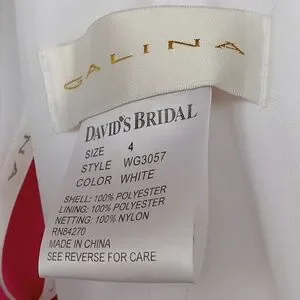 GALINA
DAVID'S BRIDAL
SIZE 4
STYLE WG3057
COLOR WHITE
SHELL: 100% POLYESTER
LINING: 100% POLYESTER
NETTING: 100% NYLON
RN84270
MADE IN CHINA
SEE REVERSE FOR CARE